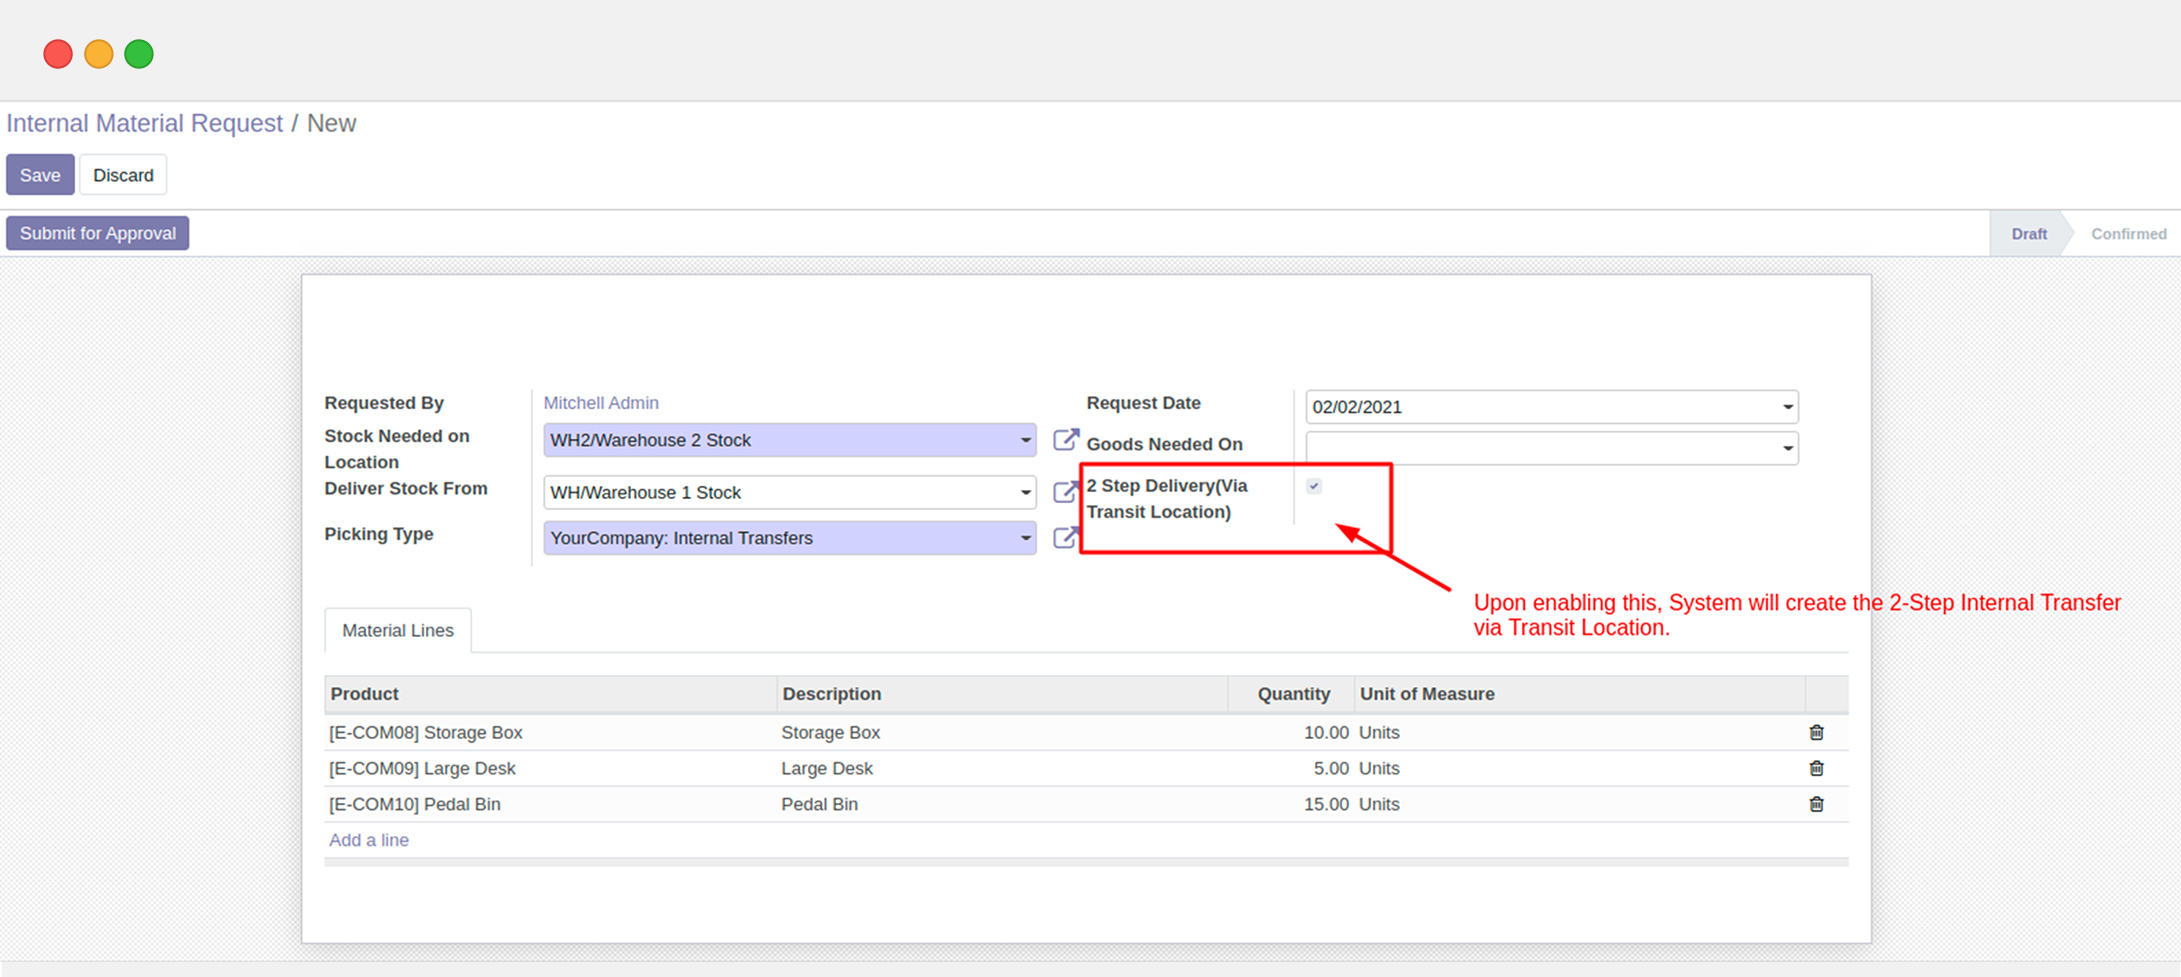 Internal Material Request / New
Save Discard
Submit for Approval
Draft Confirmed
Requested By Mitchell Admin Request Date 02/02/2021
Stock Needed on
Location
WH2/Warehouse 2 Stock
Goods Needed On
Deliver Stock From WH/Warehouse 1 Stock
2 Step Delivery(Via
Transit Location)
Picking Type YourCompany: Internal Transfers
Upon enabling this, System will create the 2-Step Internal Transfer
via Transit Location.
Material Lines
Product Description Quantity Unit of Measure
[E-COM08] Storage Box Storage Box 10.00 Units
[E-COM09] Large Desk Large Desk 5.00 Units
[E-COM10] Pedal Bin Pedal Bin 15.00 Units
Add a line